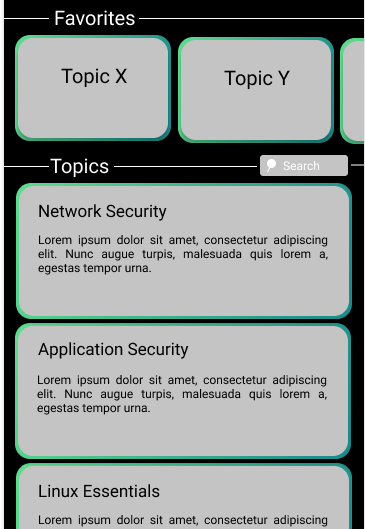 Favorites
Topic X
Topic Y
Topics
Search
Network Security
Lorem ipsum dolor sit amet, consectetur adipiscing
elit. Nunc augue turpis, malesuada quis lorem a,
egestas tempor urna.
Application Security
Lorem ipsum dolor sit amet, consectetur adipiscing
elit. Nunc augue turpis, malesuada quis lorem a,
egestas tempor urna.
Linux Essentials
Lorem ipsum dolor sit amet, consectetur adipiscing